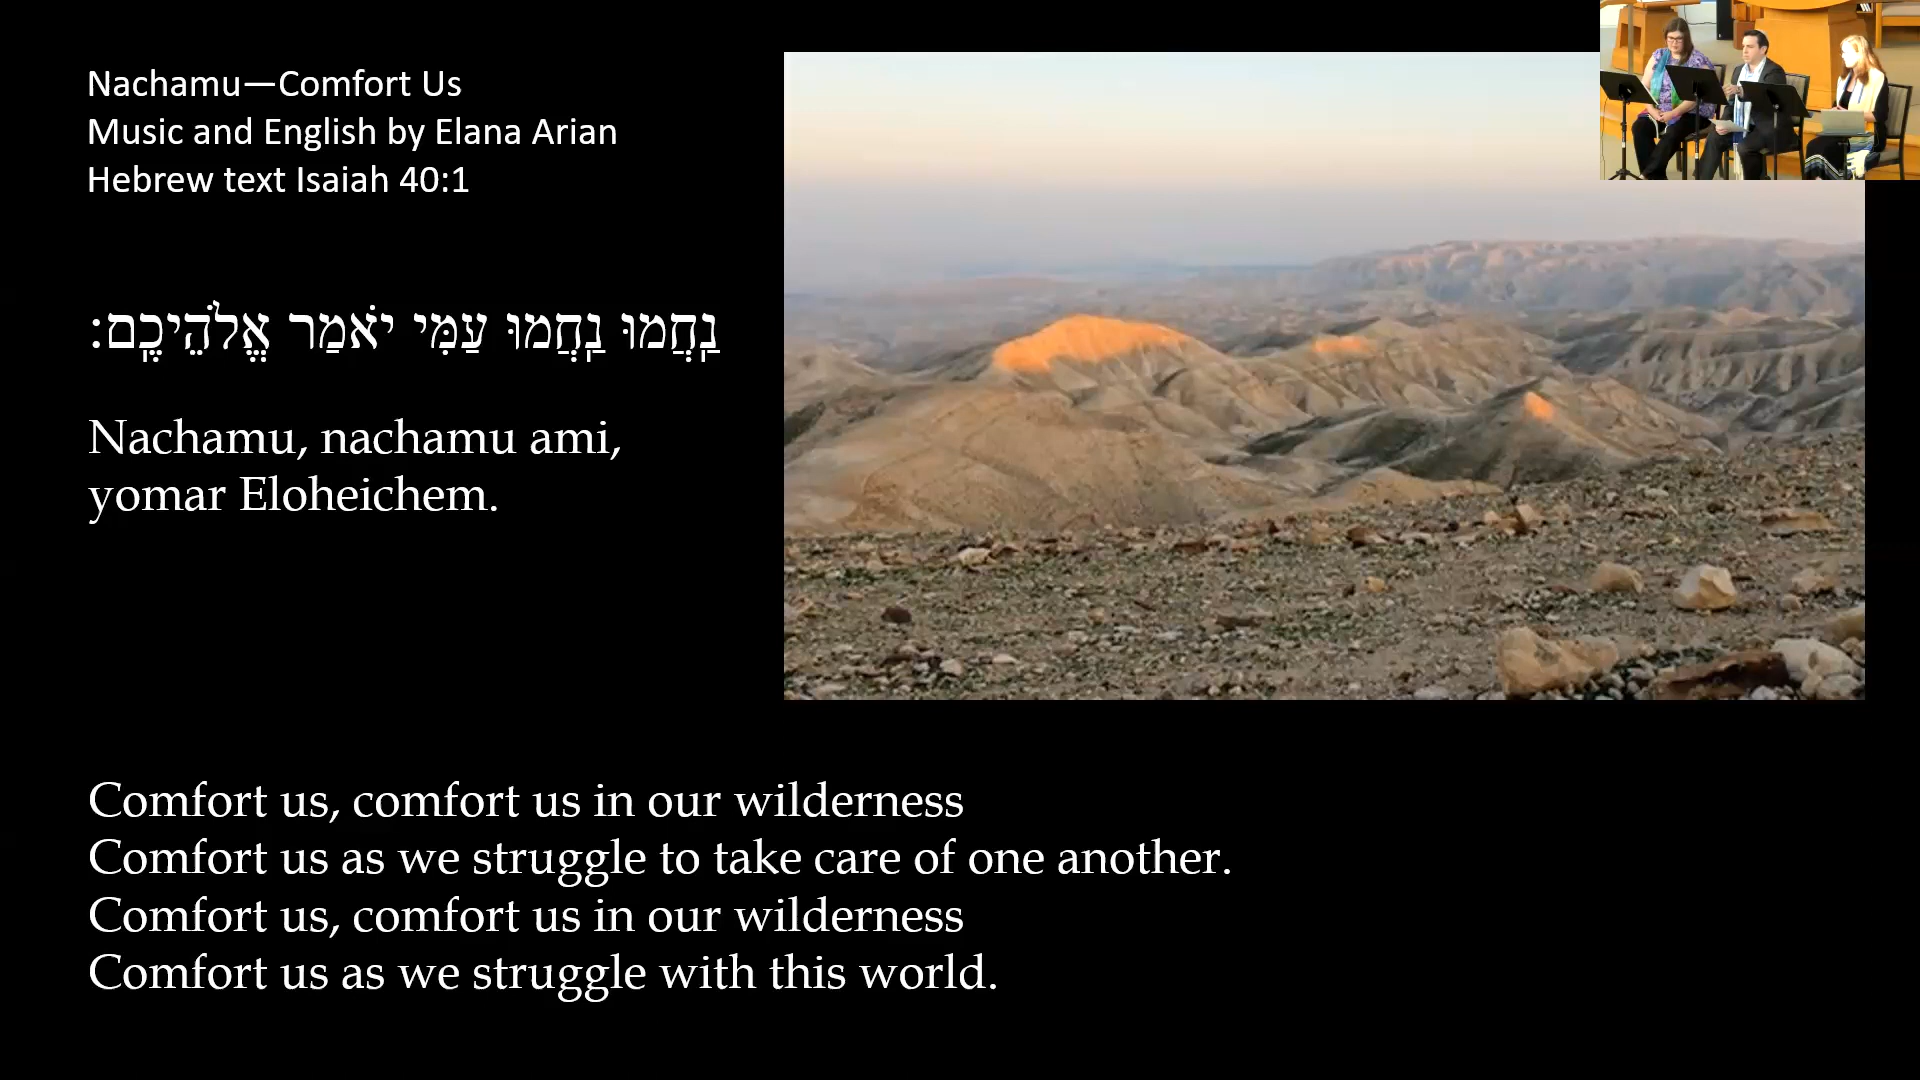 Nachamu—Comfort Us
Music and English by Elana Arian
Hebrew text Isaiah 40:1
נַֽחֲמוּ נַֽחֲמוּ עַמִּי יֹאמַר אֱלֹהֵיכֶֽם׃
Nachamu, nachamu ami,
yomar Eloheichem.
Comfort us, comfort us in our wilderness
Comfort us as we struggle to take care of one another.
Comfort us, comfort us in our wilderness
Comfort us as we struggle with this world.